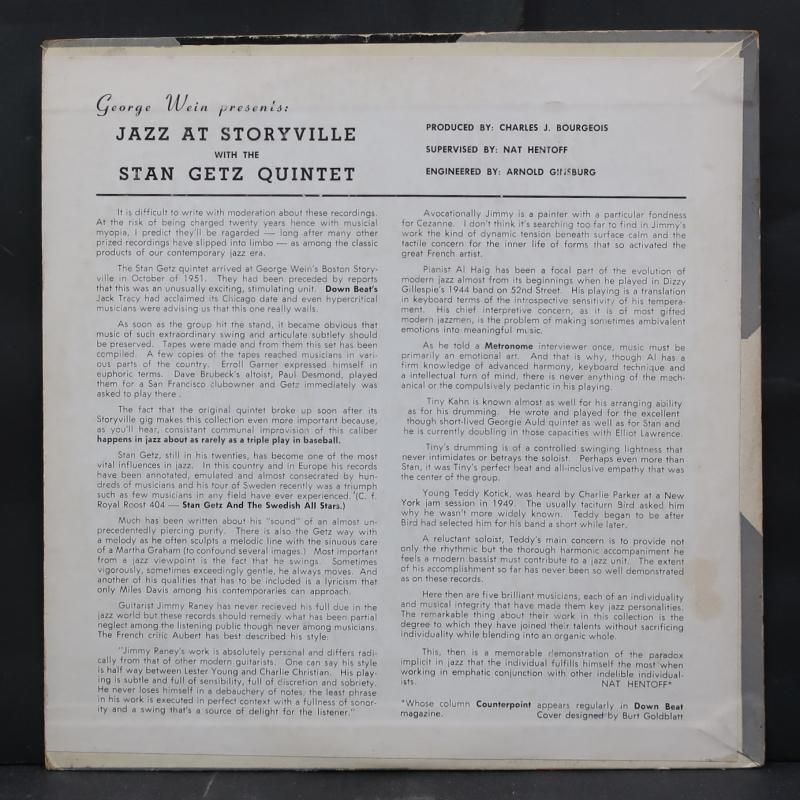 George Wein presents:
JAZZ AT STORYVILLE
WITH THE
STAN GETZ QUINTET
PRODUCED BY: CHARLES J. BOURGEOIS
SUPERVISED BY: NAT HENTOFF
ENGINEERED BY: ARNOLD GINSBURG
It is difficult to write with moderation about these recordings.
At the risk of being charged twenty years hence with musicial
myopia, I predict they'll be ragarded — long after many other
prized recordings have slipped into limbo — as among the classic
products of our contemporary jazz era.
The Stan Getz quintet arrived at George Wein's Boston Story-
ville in October of 1951. They had been preceded by reports
that this was an unusually exciting, stimulating unit. Down Beat's
Jack Tracy had acclaimed its Chicago date and even hypercritical
musicians were advising us that this one really wails.
As soon as the group hit the stand, it became obvious that
music of such extraordinary swing and articulate subtlety should
be preserved. Tapes were made and from them this set has been
compiled. A few copies of the tapes reached musicians in vari-
ous parts of the country. Erroll Garner expressed himself in
euphoric terms. Dave Brubeck's altoist, Paul Desmond, played
them for a San Francisco clubowner and Getz immediately was
asked to play there .
The fact that the original quintet broke up soon after its
Storyville gig makes this collection even more important because,
as you'll hear, consistant communal improvisation of this caliber
happens in jazz about as rarely as a triple play in baseball.
Stan Getz, still in his twenties, has become one of the most
vital influences in jazz. In this country and in Europe his records
have been annotated, emulated and almost consecrated by hun-
dreds of musicians and his tour of Sweden recently was a triumph
such as few musicians in any field have ever experienced. (C. f.
Royal Roost 404 — Stan Getz And The Swedish All Stars.)
Much has been written about his "sound" of an almost un-
precedentedly piercing purity. There is also the Getz way with
a melody as he often sculpts a melodic line with the sinuous care
of a Martha Graham (to confound several images.) Most important
from a jazz viewpoint is the fact that he swings. Sometimes
vigorously, sometimes exceedingly gentle, he always moves. And
another of his qualities that has to be included is a lyricism that
only Miles Davis among his contemporaries can approach.
Guitarist Jimmy Raney has never recieved his full due in the
jazz world but these records should remedy what has been partial
neglect among the listening public though never among musicians.
The French critic Aubert has best described his style:
"Jimmy Raney's work is absolutely personal and differs radi-
cally from that of other modern guitarists. One can say his style
is half way between Lester Young and Charlie Christian. His play-
ing is subtle and full of sensibility, full of discretion and sobriety.
He never loses himself in a debauchery of notes; the least phrase
in his work is executed in perfect context with a fullness of sonor-
ity and a swing that's a source of delight for the listener."
Avocationally Jimmy is a painter with a particular fondness
for Cezanne. I don't think it's searching too far to find in Jimmy's
work the kind of dynamic tension beneath surface calm and the
tactile concern for the inner life of forms that so activated the
great French artist.
Pianist Al Haig has been a focal part of the evolution of
modern jazz almost from its beginnings when he played in Dizzy
Gillespie's 1944 band on 52nd Street. His playing is a translation
in keyboard terms of the introspective sensitivity of his tempera-
ment. His chief interpretive concern, as it is of most gifted
modern jazzmen, is the problem of making sometimes ambivalent
emotions into meaningful music.
As he told a Metronome interviewer once, music must be
primarily an emotional art. And that is why, though Al has a
firm knowledge of advanced harmony, keyboard technique and
a intellectual turn of mind, there is never anything of the mech-
anical or the compulsively pedantic in his playing.
Tiny Kahn is known almost as well for his arranging ability
as for his drumming. He wrote and played for the excellent
though short-lived Georgie Auld quintet as well as for Stan and
he is currently doubling in those capacities with Elliot Lawrence.
Tiny's drumming is of a controlled swinging lightness that
never intimidates or betrays the soloist. Perhaps even more than
Stan, it was Tiny's perfect beat and all-inclusive empathy that was
the center of the group.
Young Teddy Kotick, was heard by Charlie Parker at a New
York jam session in 1949. The usually taciturn Bird asked him
why he wasn't more widely known. Teddy began to be after
Bird had selected him for his band a short while later.
A reluctant soloist, Teddy's main concern is to provide not
only the rhythmic but the thorough harmonic accompaniment he
feels a modern bassist must contribute to a jazz unit. The extent
of his accomplishment so far has never been so well demonstrated
as on these records.
Here then are five brilliant musicians, each of an individuality
and musical integrity that have made them key jazz personalities.
The remarkable thing about their work in this collection is the
degree to which they have joined their talents without sacrificing
individuality while blending into an organic whole.
This, then is a memorable demonstration of the paradox
implicit in jazz that the individual fulfills himself the most when
working in emphatic conjunction with other indelible individual-
ists. NAT HENTOFF*
*Whose column Counterpoint appears regularly in Down Beat
magazine. Cover designed by Burt Goldblatt